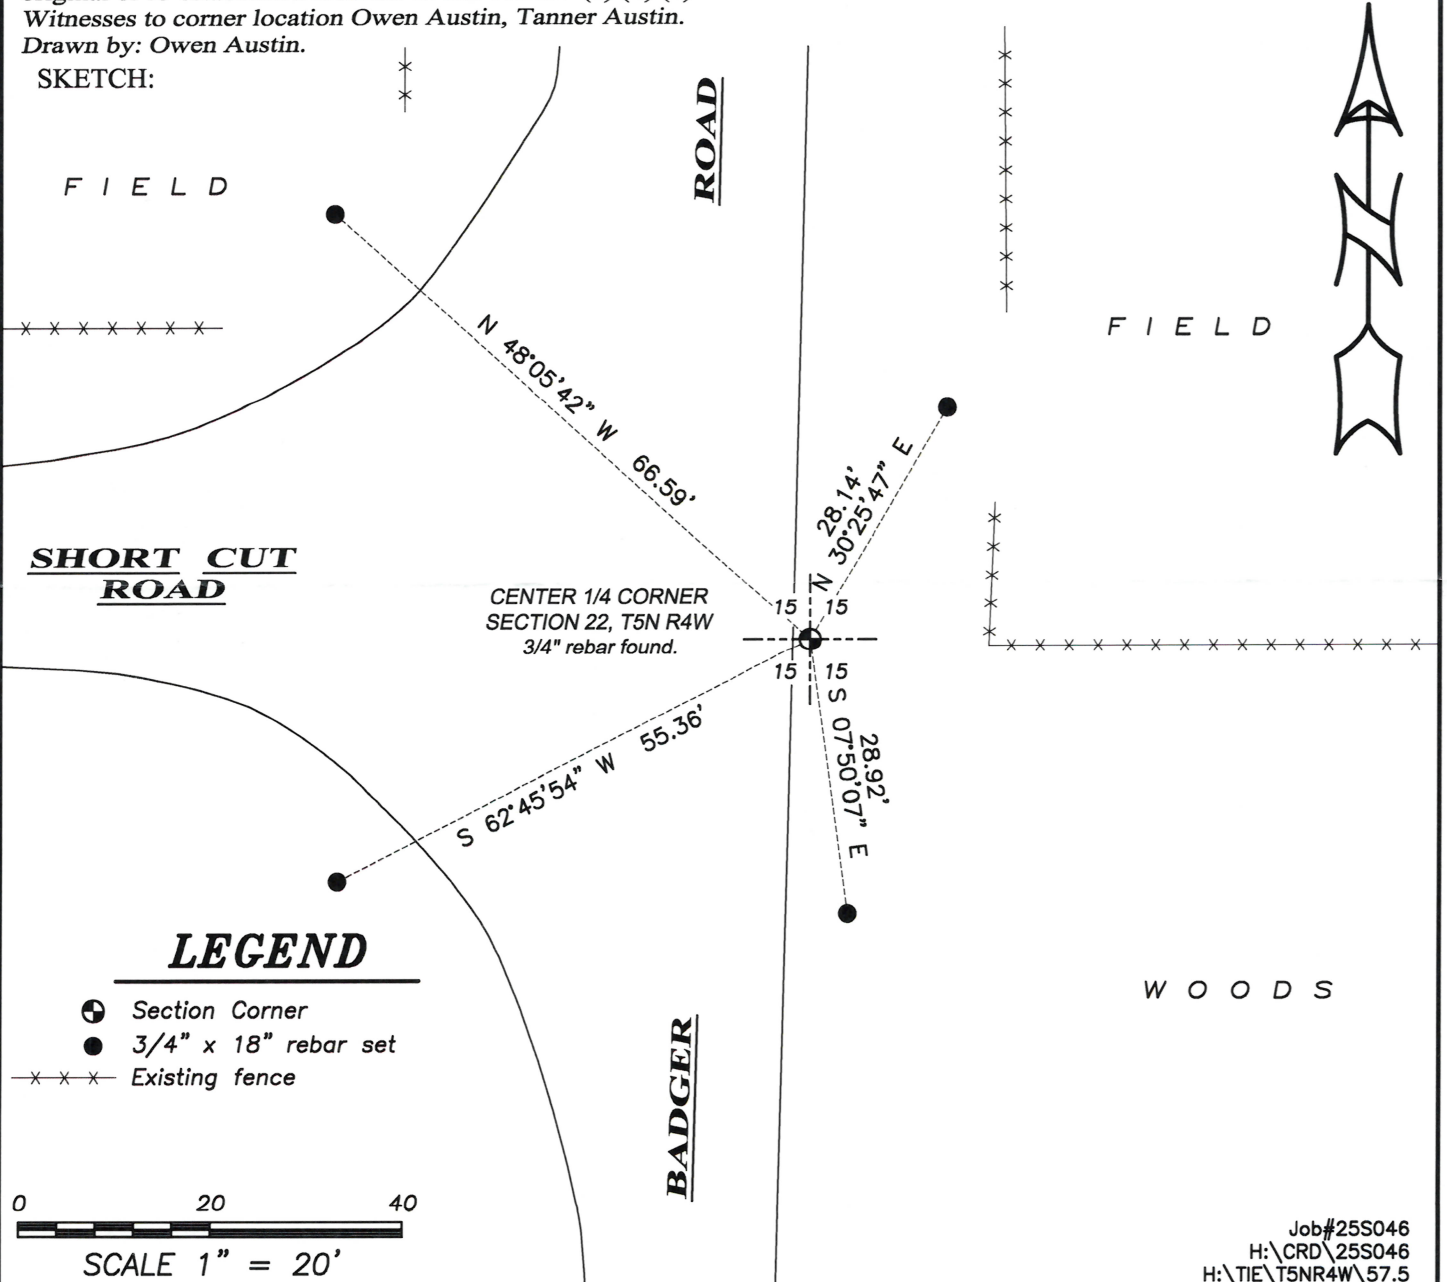 Witnesses to corner location Owen Austin, Tanner Austin.
Drawn by: Owen Austin.
SKETCH:
ROAD
FIELD
FIELD
N 48°05'42" W 66.59'
28.14'
N 30°25'47" E
SHORT CUT
ROAD
CENTER 1/4 CORNER
SECTION 22, T5N R4W
3/4" rebar found.
15 15
15 15
S 62°45'54" W 55.36'
28.92'
S 07°50'07" E
LEGEND
Section Corner
3/4" x 18" rebar set
Existing fence
WOODS
BADGER
0 20 40
SCALE 1" = 20'
N
Job#25S046
H:\CRD\25S046
H:\TIE\T5NR4W\57.5